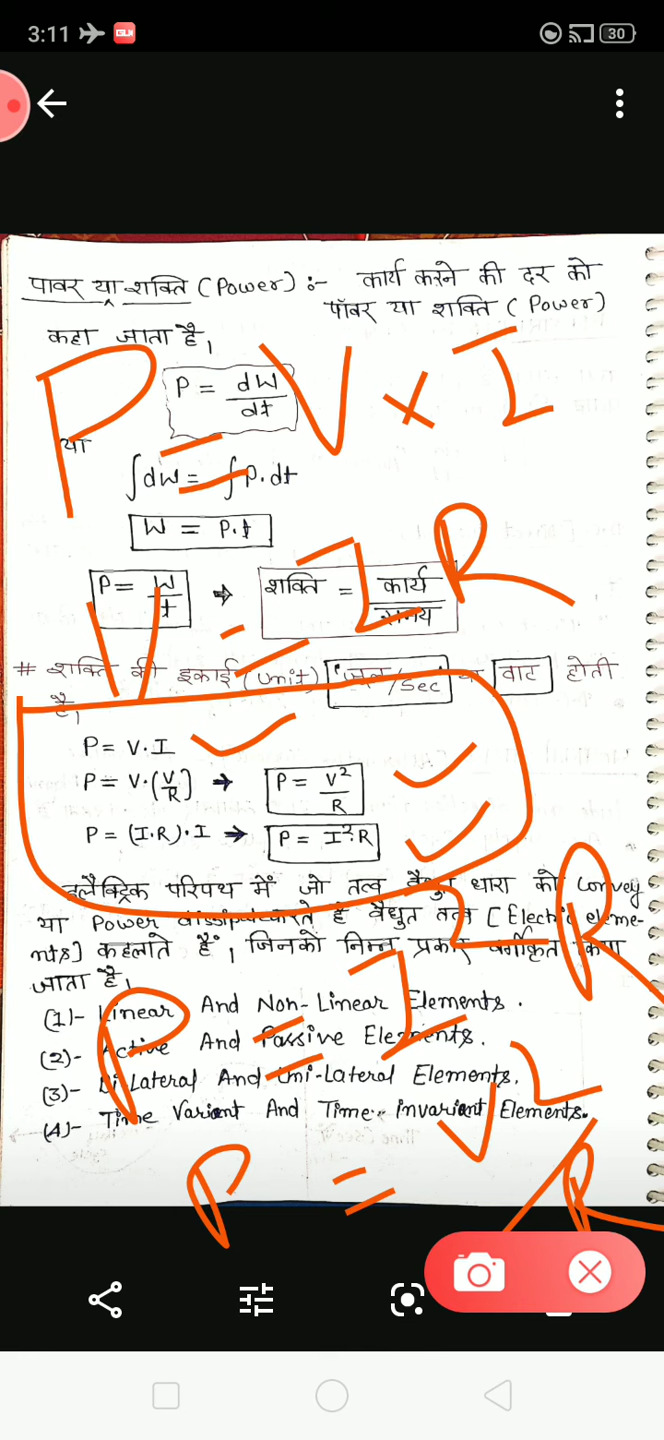 3:11
30
पावर या शक्ति (Power) :- कार्य करने की दर को
पॉवर या शक्ति (Power)
कहा जाता है,
P = dW/dt
P = V × I
या
∫dW = ∫P.dt
W = P.t
V = IR
P = W/t → शक्ति = कार्य/समय
# शक्ति की इकाई (Unit) जूल/Sec या वाट होती
है,
P = V.I
P = V.(V/R) → P = V²/R
P = (I.R).I → P = I².R
इलैक्ट्रिक परिपथ में जो तत्व वैधुत धारा को Convey
या Power करते है वैधुत तत्व [Electric eleme-
nts] कहलाते है, जिनको निम्न प्रकार वर्गीकृत किया
जाता है,
(1)- Linear And Non-Linear Elements.
(2)- Active And Passive Elements.
(3)- Bi Lateral And Uni-Lateral Elements.
(4)- Time Variant And Time-invariant Elements.
P = I²R
P = V²/R